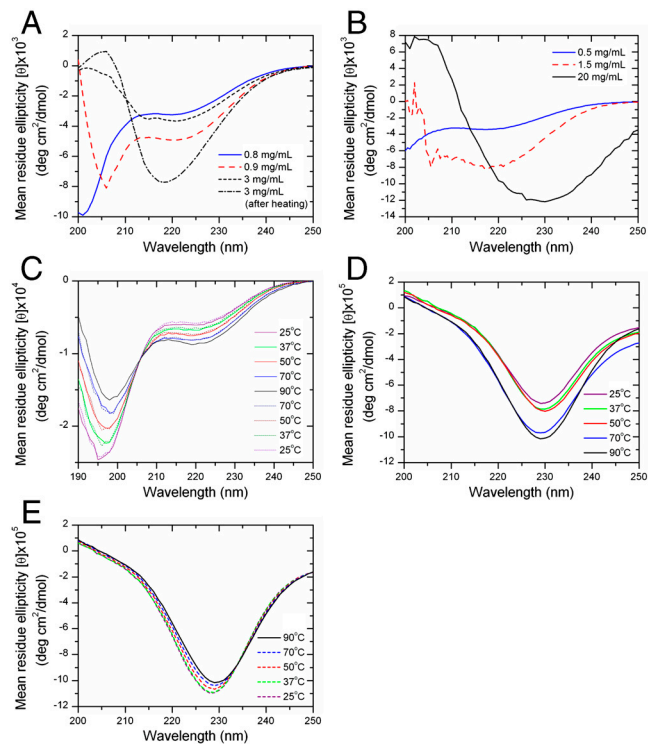 A
Mean residue ellipticity [θ]x10³
(deg cm²/dmol)
2
0
-2
-4
-6
-8
-10
0.8 mg/mL
0.9 mg/mL
3 mg/mL
3 mg/mL
(after heating)
200 210 220 230 240 250
Wavelength (nm)
B
Mean residue ellipticity [θ]x10³
(deg cm²/dmol)
8
6
4
2
0
-2
-4
-6
-8
-10
-12
-14
0.5 mg/mL
1.5 mg/mL
20 mg/mL
200 210 220 230 240 250
Wavelength (nm)
C
Mean residue ellipticity [θ]x10⁴
(deg cm²/dmol)
0
-1
-2
25°C
37°C
50°C
70°C
90°C
70°C
50°C
37°C
25°C
190 200 210 220 230 240 250
Wavelength (nm)
D
Mean residue ellipticity [θ]x10⁵
(deg cm²/dmol)
2
0
-2
-4
-6
-8
-10
-12
25°C
37°C
50°C
70°C
90°C
200 210 220 230 240 250
Wavelength (nm)
E
Mean residue ellipticity [θ]x10⁵
(deg cm²/dmol)
2
0
-2
-4
-6
-8
-10
-12
90°C
70°C
50°C
37°C
25°C
200 210 220 230 240 250
Wavelength (nm)